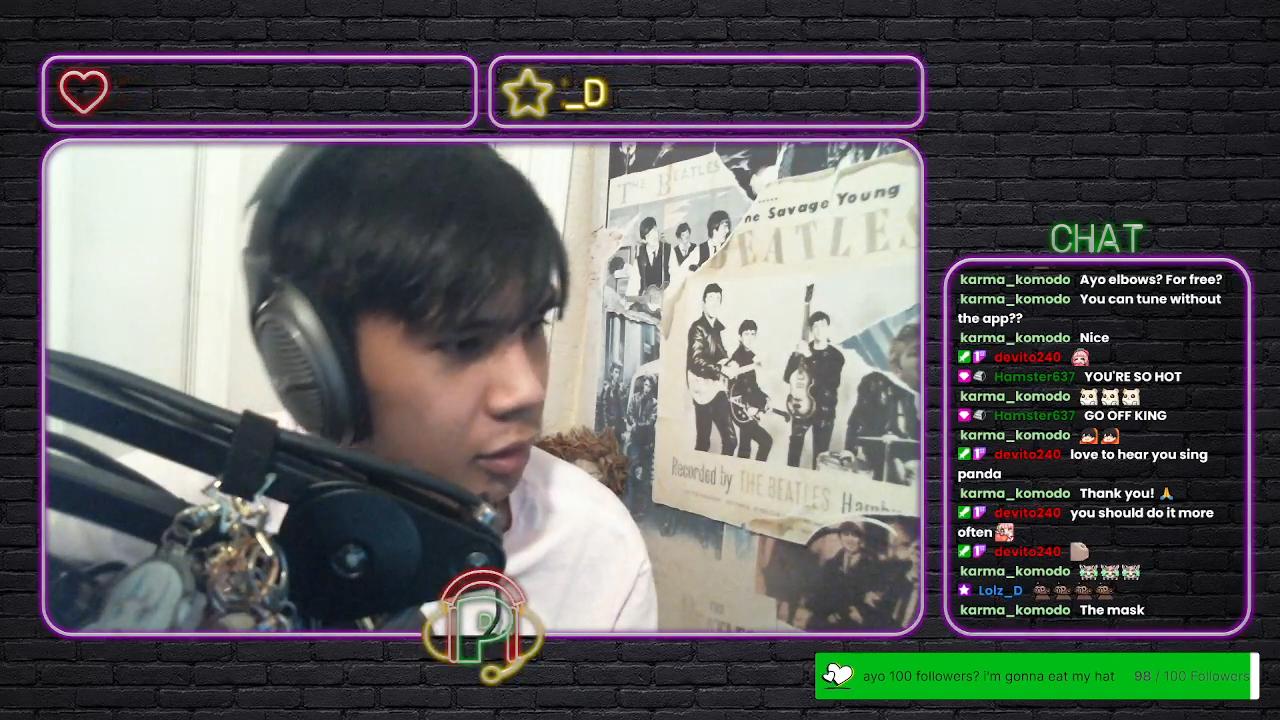 :_D
THE BEATLES
he Savage Young
BEATLES
Recorded by THE BEATLES Hambu
CHAT
karma_komodo Ayo elbows? For free?
karma_komodo You can tune without
the app??
karma_komodo Nice
devito240
Hamster637 YOU'RE SO HOT
karma_komodo
Hamster637 GO OFF KING
karma_komodo
devito240 love to hear you sing
panda
karma_komodo Thank you!
devito240 you should do it more
often
devito240
karma_komodo
Lolz_D
karma_komodo The mask
P
ayo 100 followers? i'm gonna eat my hat 98 / 100 Followers